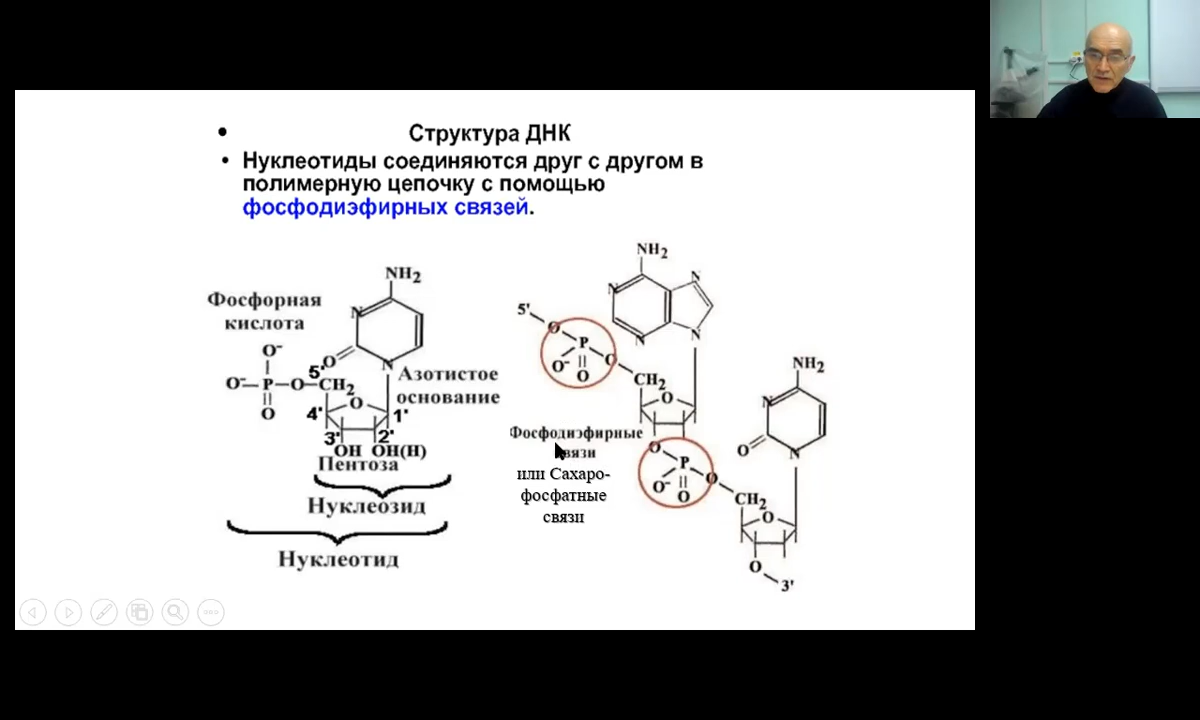 • Структура ДНК
• Нуклеотиды соединяются друг с другом в
полимерную цепочку с помощью
фосфодиэфирных связей.
Фосфорная
кислота
NH2
N
O
N
O-
O- P O 5' CH2
O
O
4' 1'
3' 2'
OH OH(H)
Азотистое
основание
Пентоза
Нуклеозид
Нуклеотид
NH2
N N
N N
5' O
P
O- O
O
CH2
O
Фосфодиэфирные
связи
или Сахаро-
фосфатные
связи
O
P
O- O
O
NH2
N
O N
CH2
O
O
3'